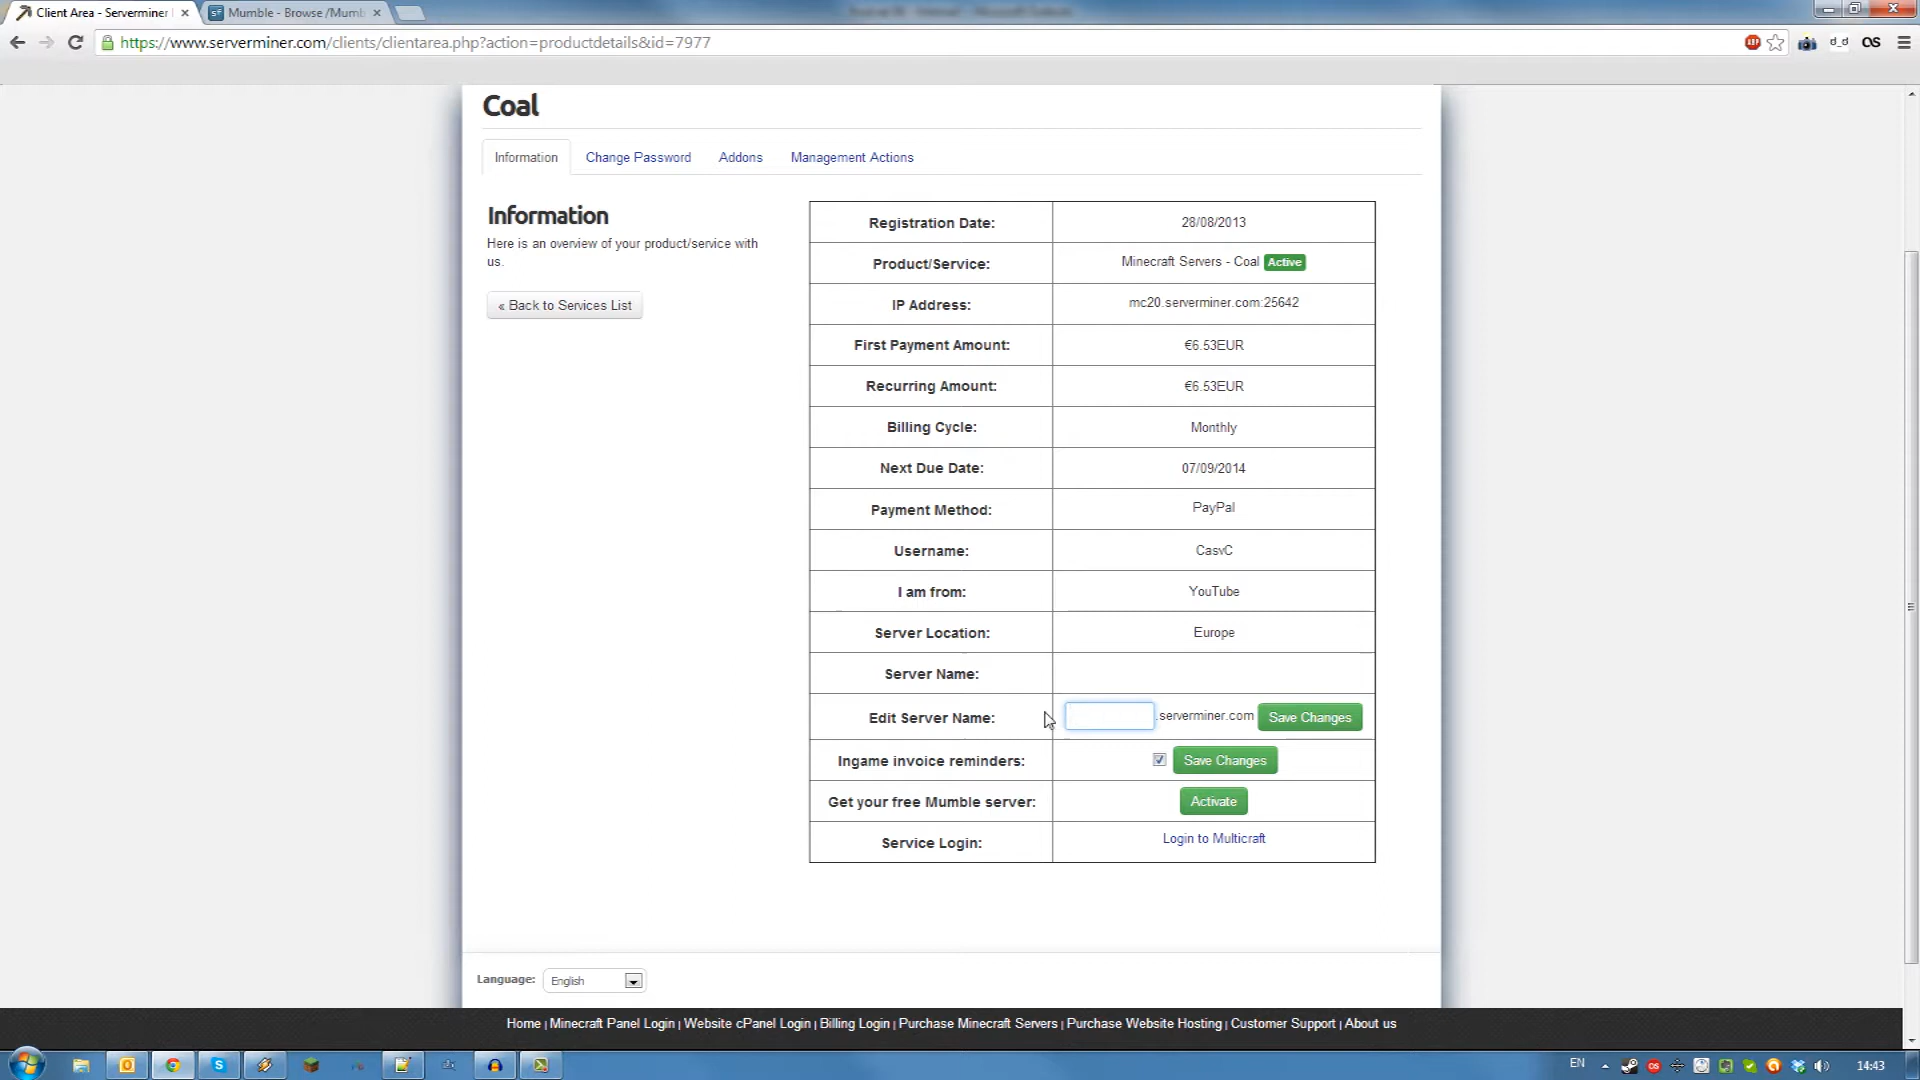 Client Area - Serverminer
Mumble - Browse /Mumb
https://www.serverminer.com/clients/clientarea.php?action=productdetails&id=7977
ABP
d_d
OS
Coal
Information
Change Password
Addons
Management Actions
Information
Here is an overview of your product/service with
us.
« Back to Services List
Registration Date: 28/08/2013
Product/Service: Minecraft Servers - Coal Active
IP Address: mc20.serverminer.com:25642
First Payment Amount: €6.53EUR
Recurring Amount: €6.53EUR
Billing Cycle: Monthly
Next Due Date: 07/09/2014
Payment Method: PayPal
Username: CasvC
I am from: YouTube
Server Location: Europe
Server Name:
Edit Server Name: .serverminer.com Save Changes
Ingame invoice reminders: Save Changes
Get your free Mumble server: Activate
Service Login: Login to Multicraft
Language: English
Home | Minecraft Panel Login | Website cPanel Login | Billing Login | Purchase Minecraft Servers | Purchase Website Hosting | Customer Support | About us
EN
14:43